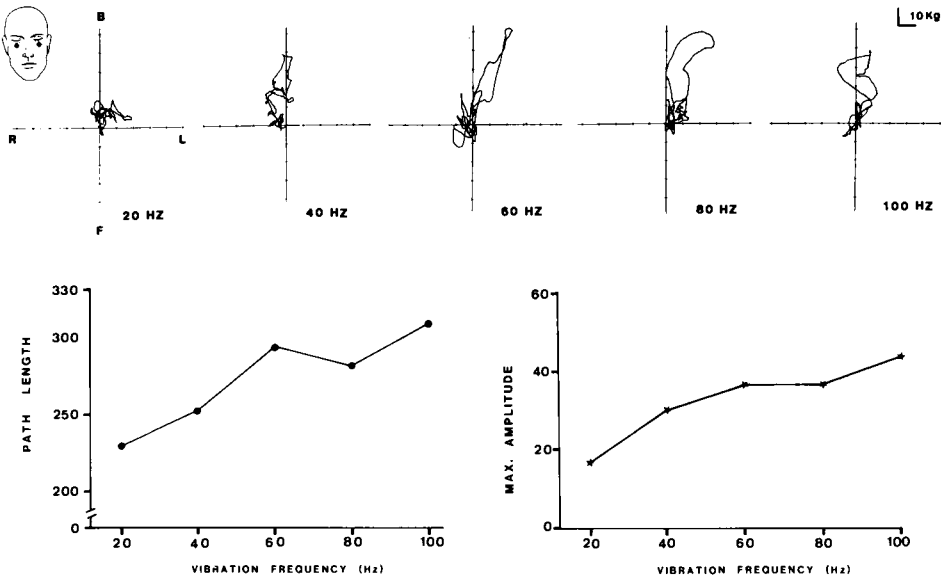 B
10 Kg
R
L
F
20 HZ
40 HZ
60 HZ
80 HZ
100 HZ
330
300
250
200
0
PATH LENGTH
20 40 60 80 100
VIBRATION FREQUENCY (Hz)
60
40
20
0
MAX. AMPLITUDE
20 40 60 80 100
VIBRATION FREQUENCY (Hz)